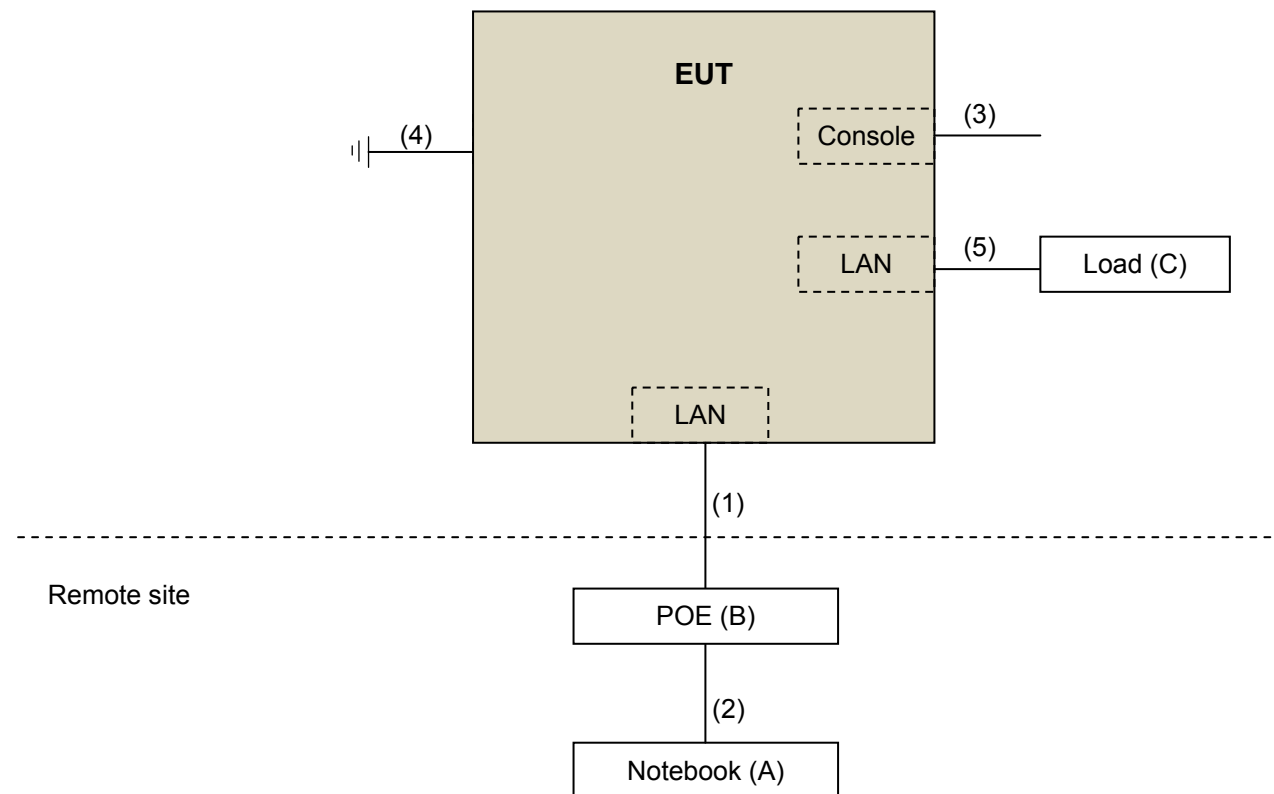 EUT
(3)
Console
(4)
(5)
LAN
Load (C)
LAN
(1)
Remote site
POE (B)
(2)
Notebook (A)